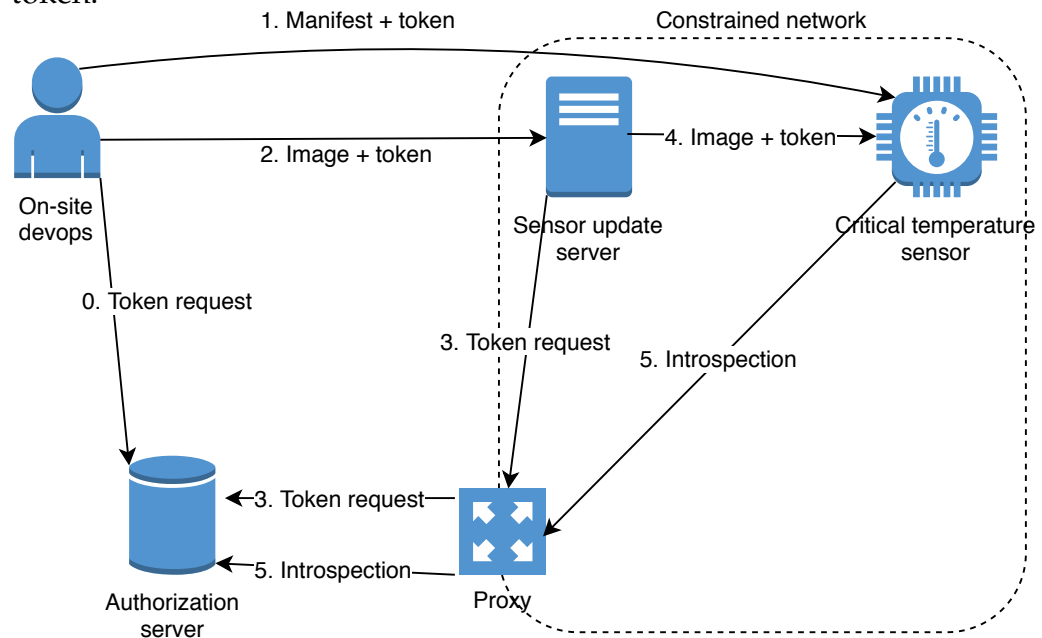 token.
1. Manifest + token
Constrained network
2. Image + token
4. Image + token
On-site
devops
Sensor update
server
Critical temperature
sensor
0. Token request
3. Token request
5. Introspection
3. Token request
5. Introspection
Authorization
server
Proxy